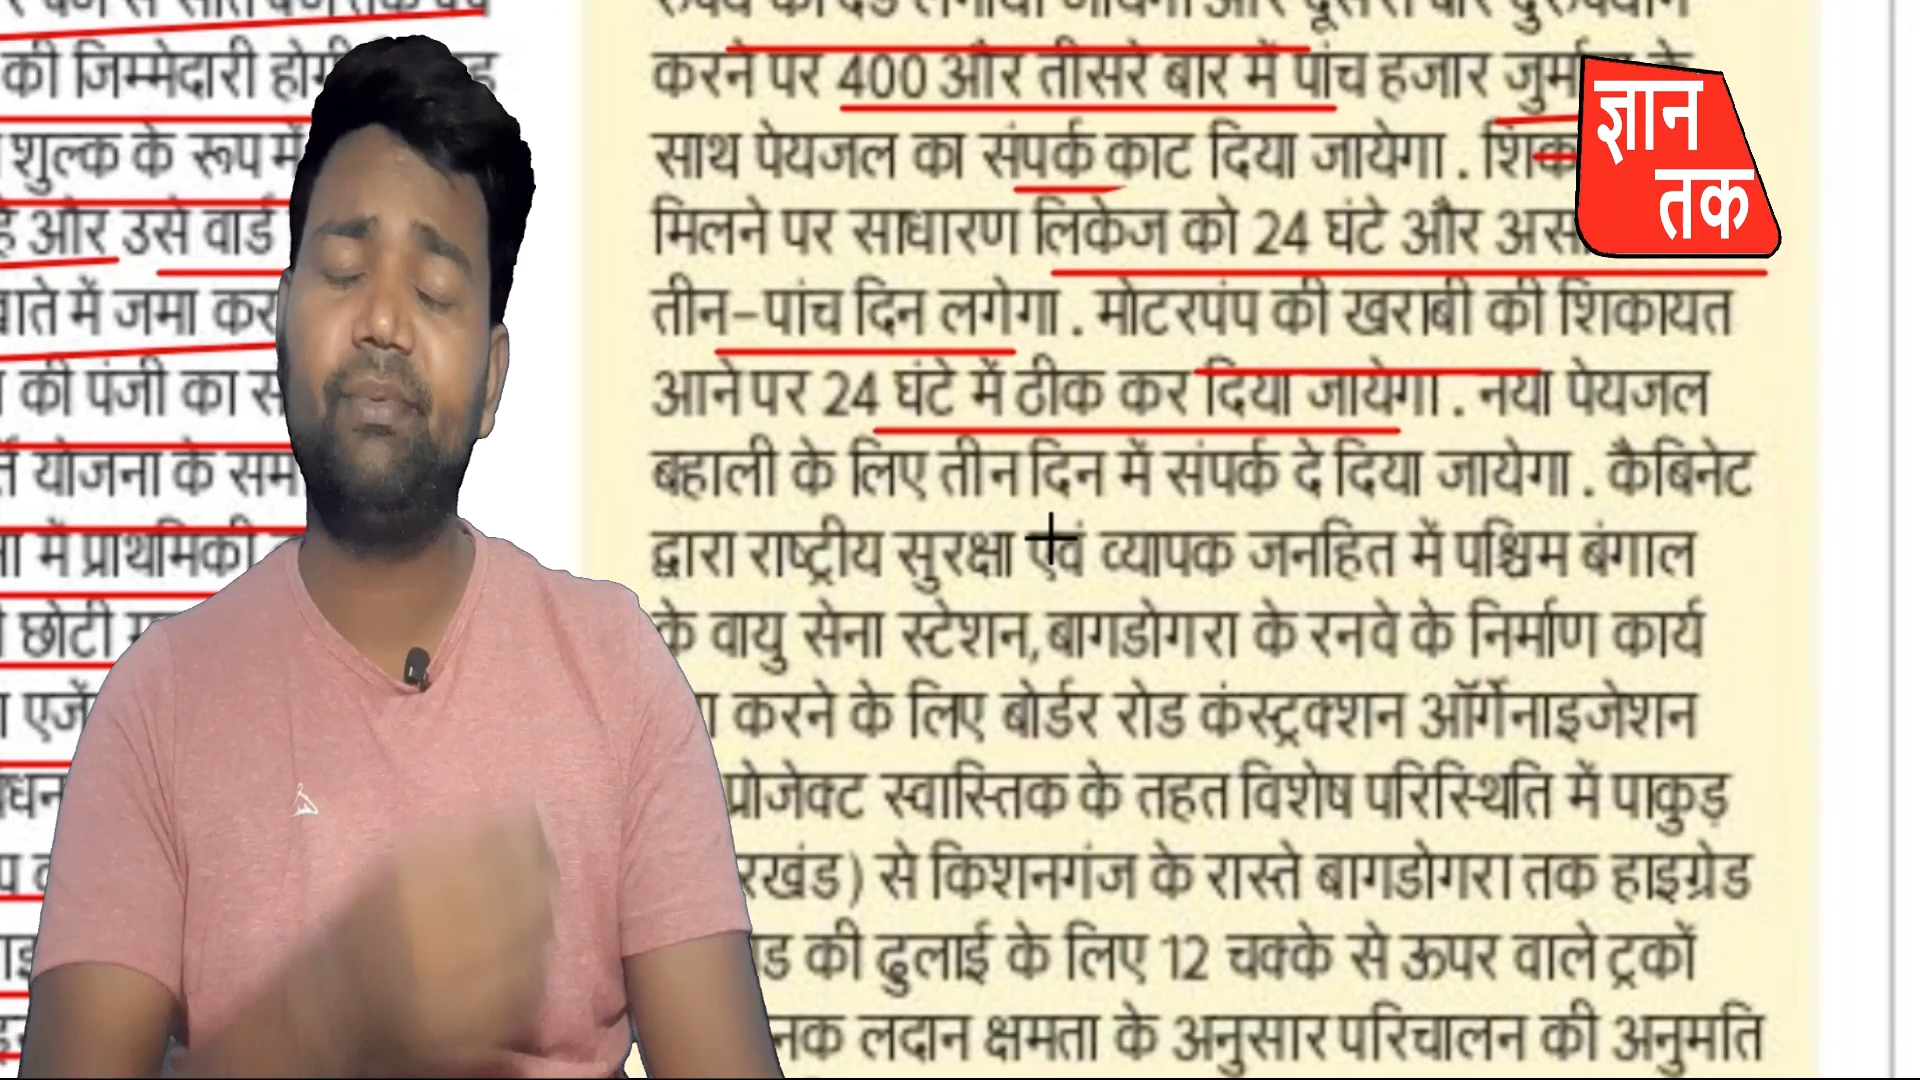 की जिम्मेदारी
शुल्क के रूप में
और उसे वार्ड
में जमा कर
की पंजी का
योजना के
में प्राथमिकी
छोटी
करने पर 400 और तीसरे बार में पांच हजार
साथ पेयजल का संपर्क काट दिया जायेगा .
मिलने पर साधारण लिकेज को 24 घंटे और
तीन-पांच दिन लगेगा . मोटरपंप की खराबी की शिकायत
आने पर 24 घंटे में ठीक कर दिया जायेगा . नया पेयजल
बहाली के लिए तीन दिन में संपर्क दे दिया जायेगा . कैबिनेट
द्वारा राष्ट्रीय सुरक्षा एवं व्यापक जनहित में पश्चिम बंगाल
के वायु सेना स्टेशन, बागडोगरा के रनवे के निर्माण कार्य
करने के लिए बोर्डर रोड कंस्ट्रक्शन ऑर्गेनाइजेशन
प्रोजेक्ट स्वास्तिक के तहत विशेष परिस्थिति में पाकुड़
से किशनगंज के रास्ते बागडोगरा तक हाइग्रेड
की ढुलाई के लिए 12 चक्के से ऊपर वाले ट्रकों
लदान क्षमता के अनुसार परिचालन की अनुमति
ज्ञान
तक